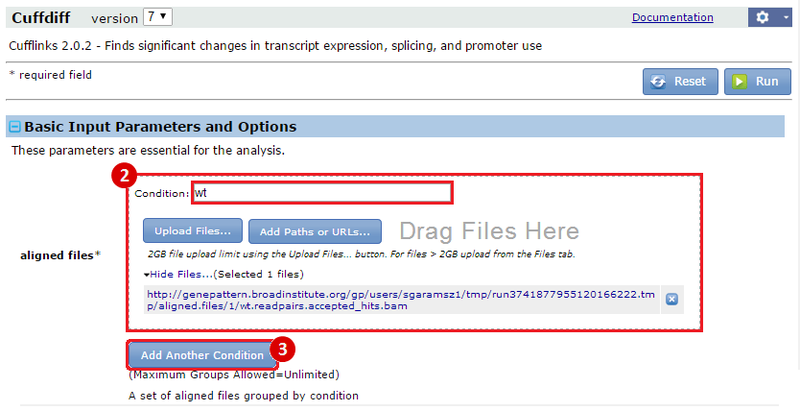 Cuffdiff version 7 Documentation
Cufflinks 2.0.2 - Finds significant changes in transcript expression, splicing, and promoter use
* required field
Reset Run
Basic Input Parameters and Options
These parameters are essential for the analysis.
2
Condition: wt
Upload Files... Add Paths or URLs... Drag Files Here
2GB file upload limit using the Upload Files... button. For files > 2GB upload from the Files tab.
aligned files*
Hide Files...(Selected 1 files)
http://genepattern.broadinstitute.org/gp/users/sgaramsz1/tmp/run3741877955120166222.tm
p/aligned.files/1/wt.readpairs.accepted_hits.bam
Add Another Condition 3
(Maximum Groups Allowed=Unlimited)
A set of aligned files grouped by condition